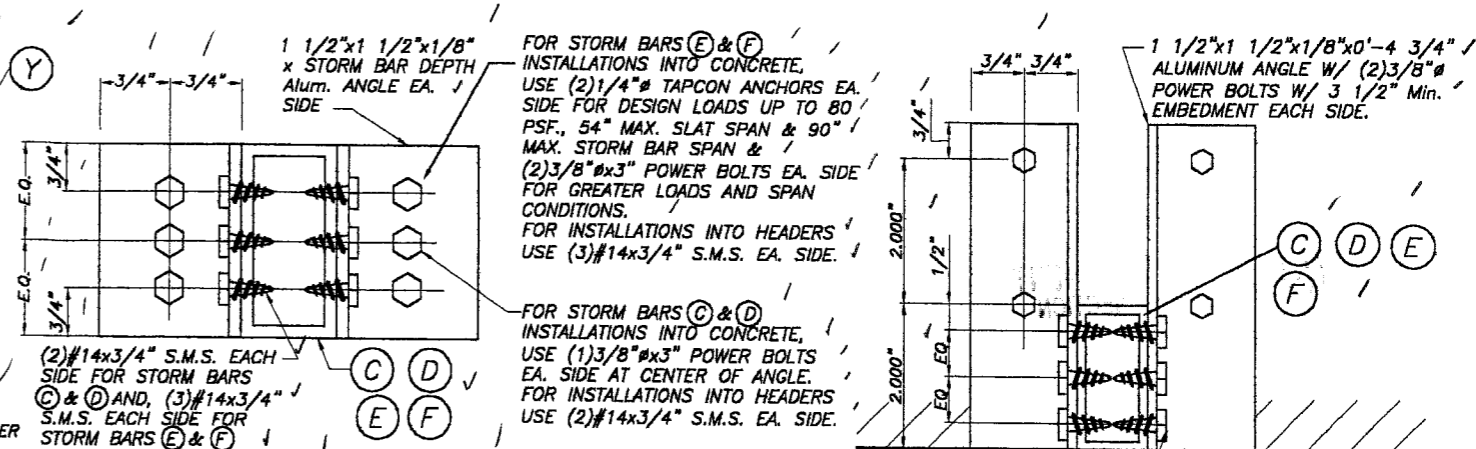 Y
3/4" 3/4"
1 1/2"x1 1/2"x1/8"
x STORM BAR DEPTH
Alum. ANGLE EA.
SIDE
E.Q.
3/4"
E.Q.
3/4"
(2)#14x3/4" S.M.S. EACH
SIDE FOR STORM BARS
C & D AND, (3)#14x3/4"
S.M.S. EACH SIDE FOR
STORM BARS E & F
ER
C D
E F
FOR STORM BARS E & F
INSTALLATIONS INTO CONCRETE,
USE (2)1/4"ø TAPCON ANCHORS EA.
SIDE FOR DESIGN LOADS UP TO 80
PSF., 54" MAX. SLAT SPAN & 90"
MAX. STORM BAR SPAN &
(2)3/8"øx3" POWER BOLTS EA. SIDE
FOR GREATER LOADS AND SPAN
CONDITIONS.
FOR INSTALLATIONS INTO HEADERS
USE (3)#14x3/4" S.M.S. EA. SIDE.
FOR STORM BARS C & D
INSTALLATIONS INTO CONCRETE,
USE (1)3/8"øx3" POWER BOLTS
EA. SIDE AT CENTER OF ANGLE.
FOR INSTALLATIONS INTO HEADERS
USE (2)#14x3/4" S.M.S. EA. SIDE.
3/4" 3/4"
1 1/2"x1 1/2"x1/8"x0'-4 3/4"
ALUMINUM ANGLE W/ (2)3/8"ø
POWER BOLTS W/ 3 1/2" Min.
EMBEDMENT EACH SIDE.
3/4"
2.000"
1/2"
2.000"
EQ
EQ
C D E
F